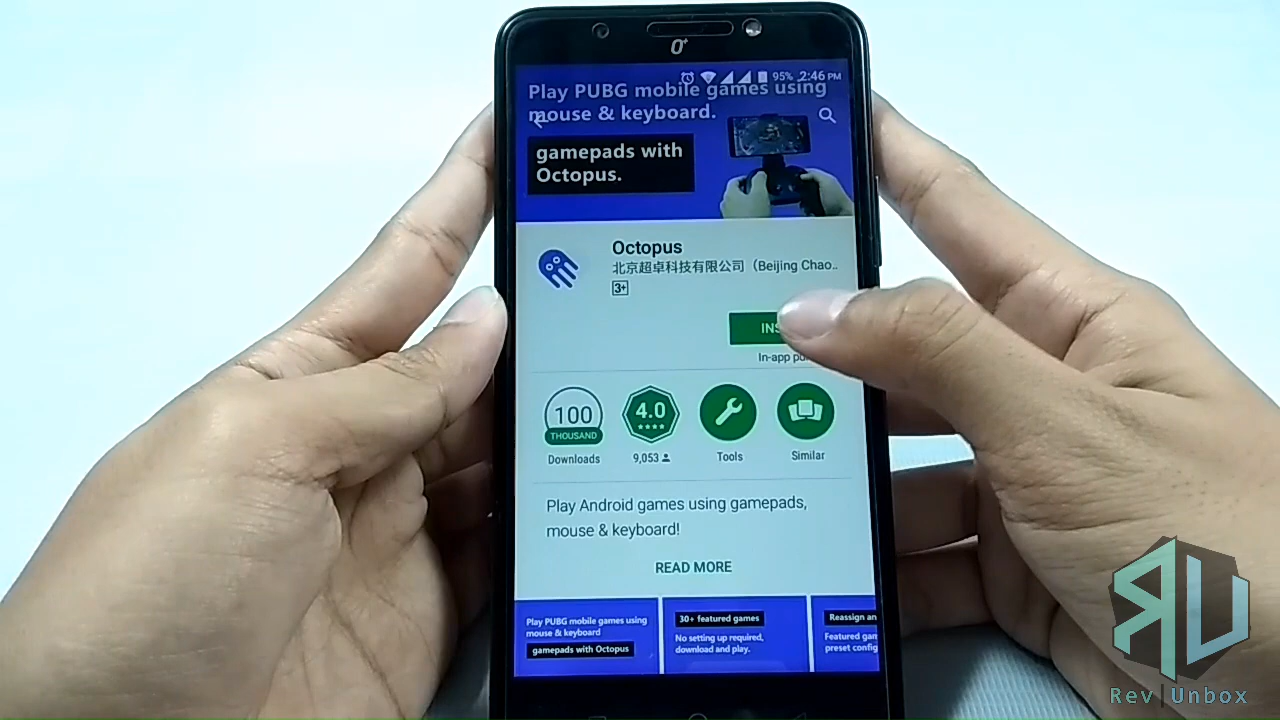 O+
95% 2:46 PM
Play PUBG mobile games using
mouse & keyboard.
gamepads with
Octopus.
Octopus
北京超卓科技有限公司（Beijing Chao..
3+
INS
In-app pu
100
THOUSAND
Downloads
4.0
9,053
Tools
Similar
Play Android games using gamepads,
mouse & keyboard!
READ MORE
Play PUBG mobile games using
mouse & keyboard
gamepads with Octopus
30+ featured games
No setting up required,
download and play.
Reassign an
Featured gan
preset config
RU
Rev|Unbox